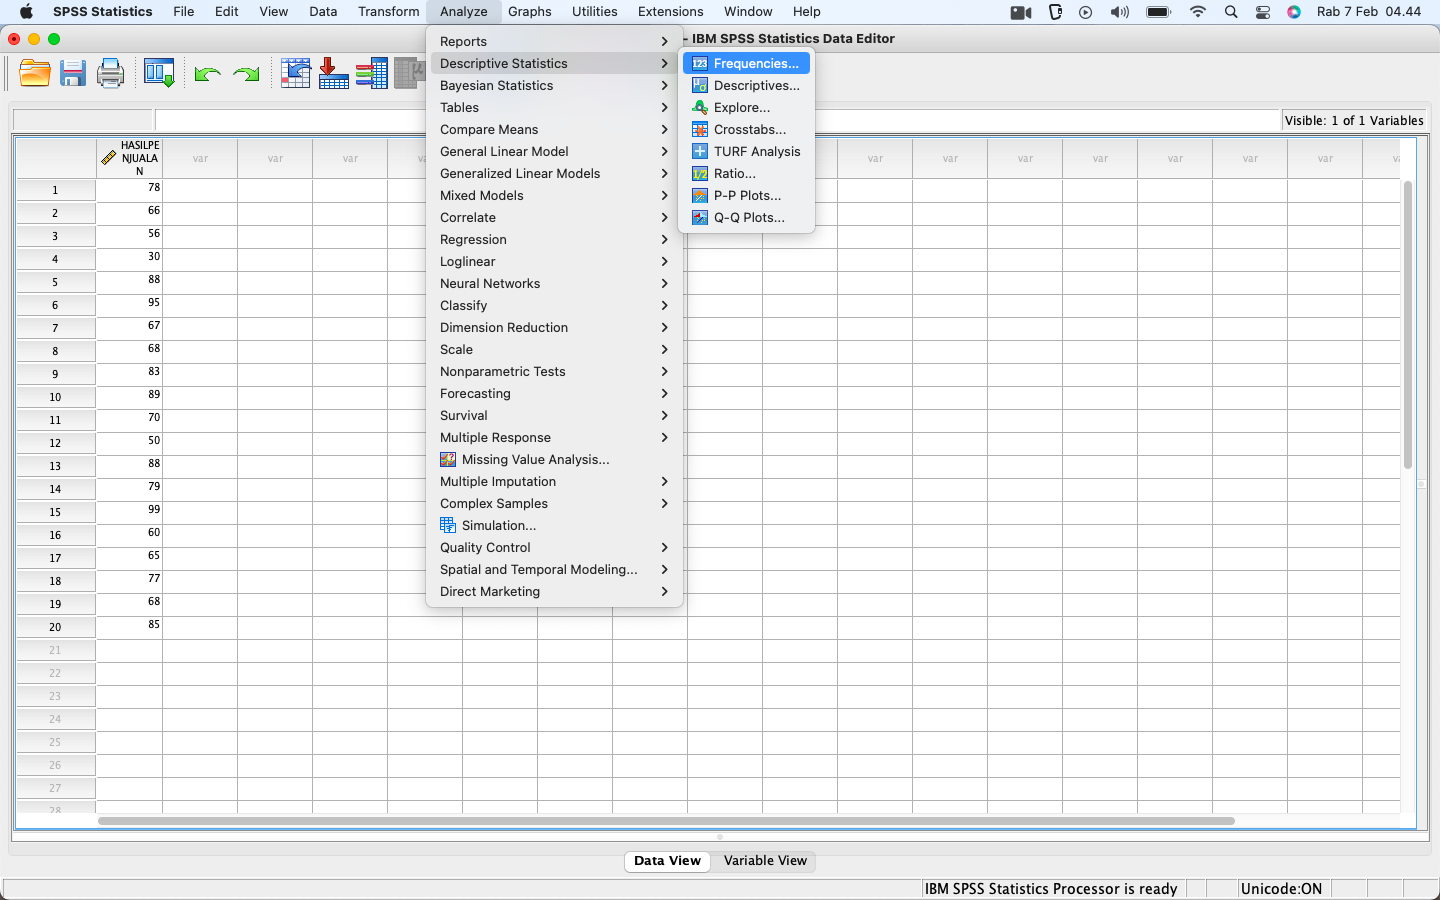 SPSS Statistics File Edit View Data Transform Analyze Graphs Utilities Extensions Window Help Rab 7 Feb 04.44
- IBM SPSS Statistics Data Editor
Reports
Descriptive Statistics
Bayesian Statistics
Tables
Compare Means
General Linear Model
Generalized Linear Models
Mixed Models
Correlate
Regression
Loglinear
Neural Networks
Classify
Dimension Reduction
Scale
Nonparametric Tests
Forecasting
Survival
Multiple Response
Missing Value Analysis...
Multiple Imputation
Complex Samples
Simulation...
Quality Control
Spatial and Temporal Modeling...
Direct Marketing
Frequencies...
Descriptives...
Explore...
Crosstabs...
TURF Analysis
Ratio...
P-P Plots...
Q-Q Plots...
Visible: 1 of 1 Variables
HASILPE
NJUALA
N
var var var var var var var var var var
1 78
2 66
3 56
4 30
5 88
6 95
7 67
8 68
9 83
10 89
11 70
12 50
13 88
14 79
15 99
16 60
17 65
18 77
19 68
20 85
21
22
23
24
25
26
27
28
Data View Variable View
IBM SPSS Statistics Processor is ready Unicode:ON